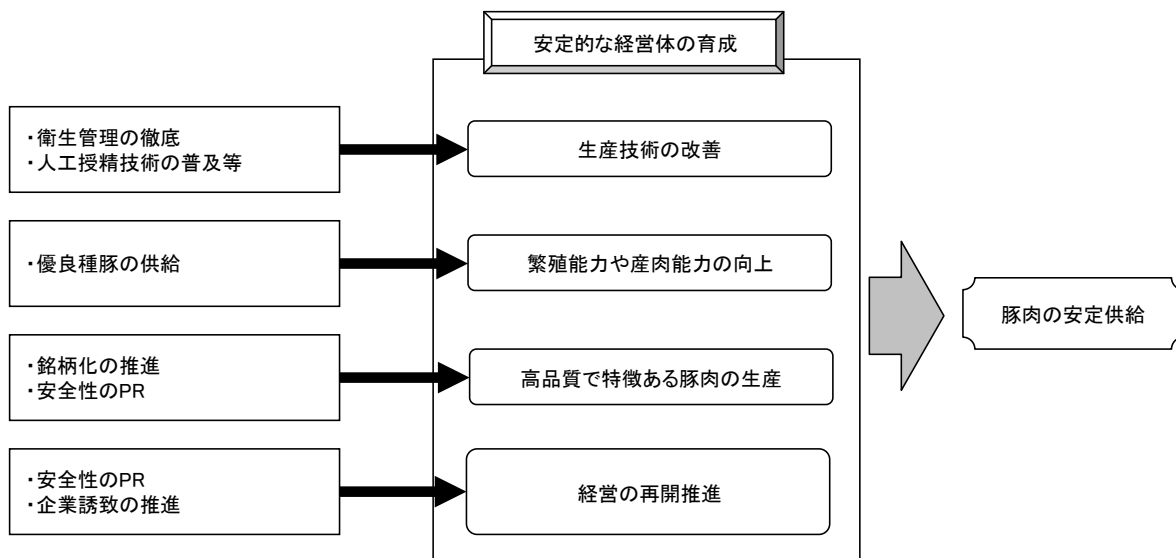 安定的な経営体の育成
・衛生管理の徹底
・人工授精技術の普及等
生産技術の改善
・優良種豚の供給
繁殖能力や産肉能力の向上
豚肉の安定供給
・銘柄化の推進
・安全性のPR
高品質で特徴ある豚肉の生産
・安全性のPR
・企業誘致の推進
経営の再開推進